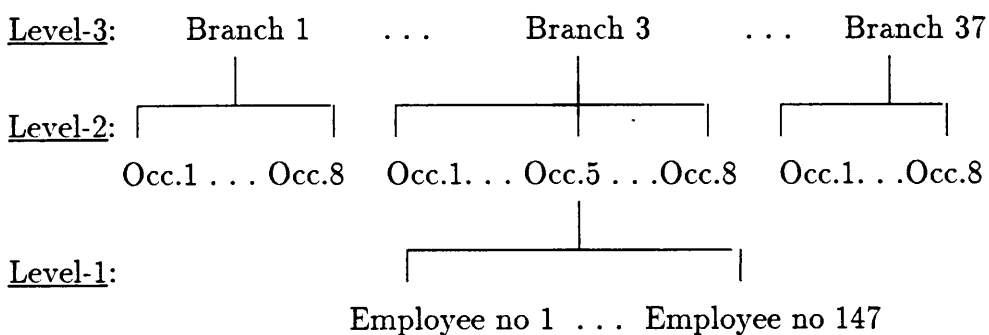 Level-3: Branch 1 . . . Branch 3 . . . Branch 37
Level-2:
Occ.1 . . . Occ.8 Occ.1. . . Occ.5 . . .Occ.8 Occ.1. . .Occ.8
Level-1:
Employee no 1 . . . Employee no 147